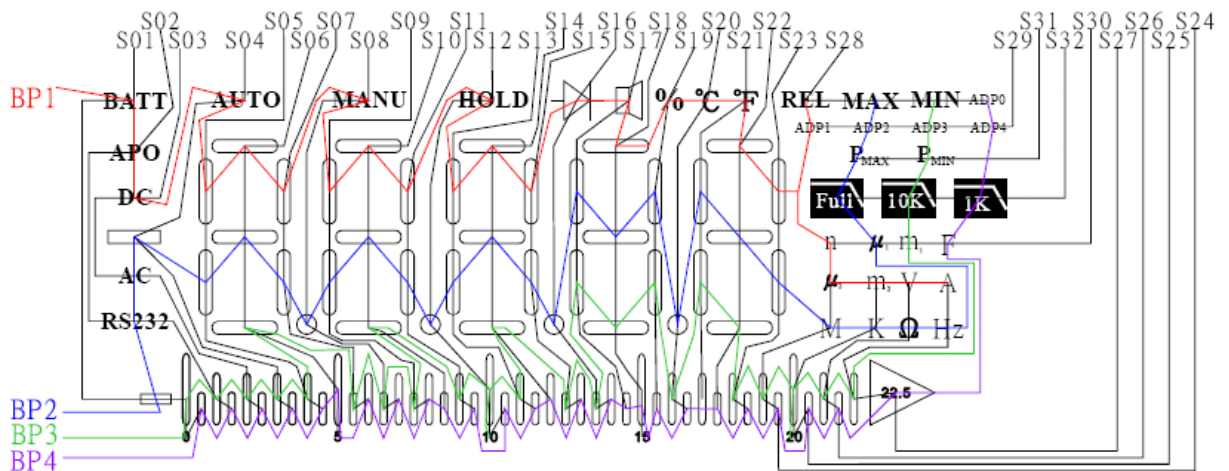 S02 S05 S07 S09 S11 S14 S16 S18 S20 S22 S31 S30 S26 S24
S01 S03 S04 S06 S08 S10 S12 S13 S15 S17 S19 S21 S23 S28 S29 S32 S27 S25
BP1 BATT AUTO MANU HOLD % °C °F REL MAX MIN ADP0
ADP1 ADP2 ADP3 ADP4
APO PMAX PMIN
DC Full 10K 1K
n μ m F
AC μ m V A
RS232 M K Ω Hz
22.5
BP2
BP3 0 5 10 15 20
BP4